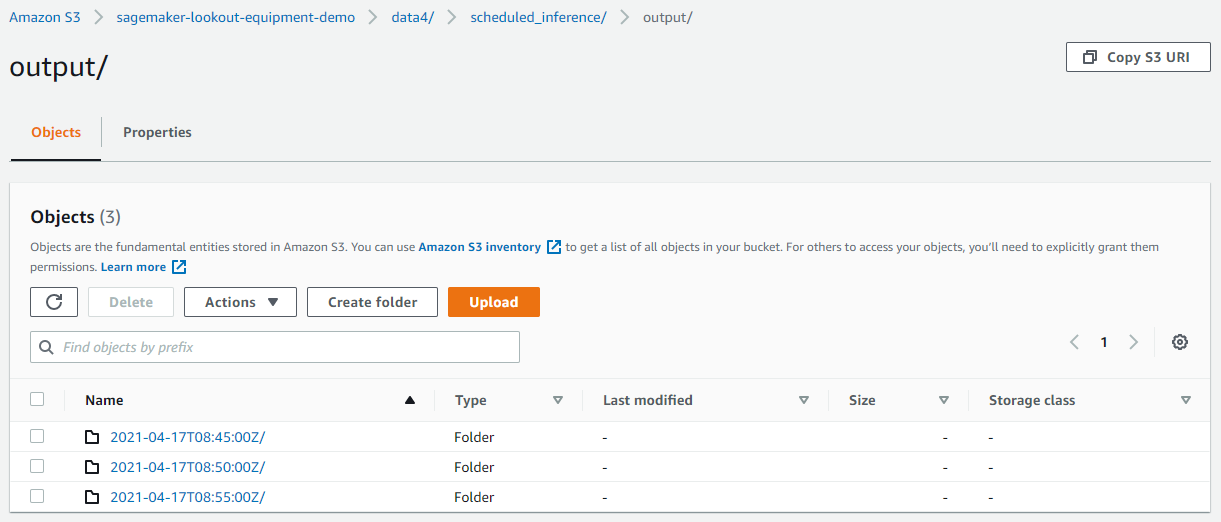 Amazon S3 > sagemaker-lookout-equipment-demo > data4/ > scheduled_inference/ > output/
output/
Copy S3 URI
Objects Properties
Objects (3)
Objects are the fundamental entities stored in Amazon S3. You can use Amazon S3 inventory to get a list of all objects in your bucket. For others to access your objects, you’ll need to explicitly grant them
permissions. Learn more
Delete Actions Create folder Upload
Find objects by prefix
1
Name Type Last modified Size Storage class
2021-04-17T08:45:00Z/ Folder - - -
2021-04-17T08:50:00Z/ Folder - - -
2021-04-17T08:55:00Z/ Folder - - -